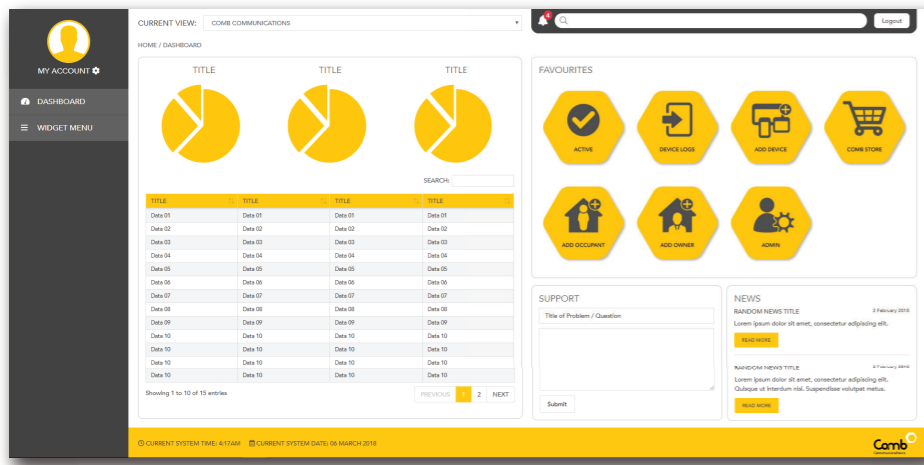 MY ACCOUNT
DASHBOARD
WIDGET MENU
CURRENT VIEW: COMB COMMUNICATIONS
4
Logout
HOME / DASHBOARD
TITLE TITLE TITLE
SEARCH:
TITLE TITLE TITLE TITLE
Data 01 Data 01 Data 01 Data 01
Data 02 Data 02 Data 02 Data 02
Data 03 Data 03 Data 03 Data 03
Data 04 Data 04 Data 04 Data 04
Data 05 Data 05 Data 05 Data 05
Data 06 Data 06 Data 06 Data 06
Data 07 Data 07 Data 07 Data 07
Data 08 Data 08 Data 08 Data 08
Data 09 Data 09 Data 09 Data 09
Data 10 Data 10 Data 10 Data 10
Data 10 Data 10 Data 10 Data 10
Data 10 Data 10 Data 10 Data 10
Data 10 Data 10 Data 10 Data 10
Showing 1 to 10 of 15 entries
PREVIOUS 1 2 NEXT
FAVOURITES
ACTIVE DEVICE LOGS ADD DEVICE COMB STORE
ADD OCCUPANT ADD OWNER ADMIN
SUPPORT
Title of Problem / Question
Submit
NEWS
RANDOM NEWS TITLE 2 February 2018
Lorem ipsum dolor sit amet, consectetur adipiscing elit.
READ MORE
RANDOM NEWS TITLE 2 February 2018
Lorem ipsum dolor sit amet, consectetur adipiscing elit.
Quisque ut interdum nisl. Suspendisse volutpat metus.
READ MORE
CURRENT SYSTEM TIME: 4:17AM CURRENT SYSTEM DATE: 06 MARCH 2018
Comb
Communications